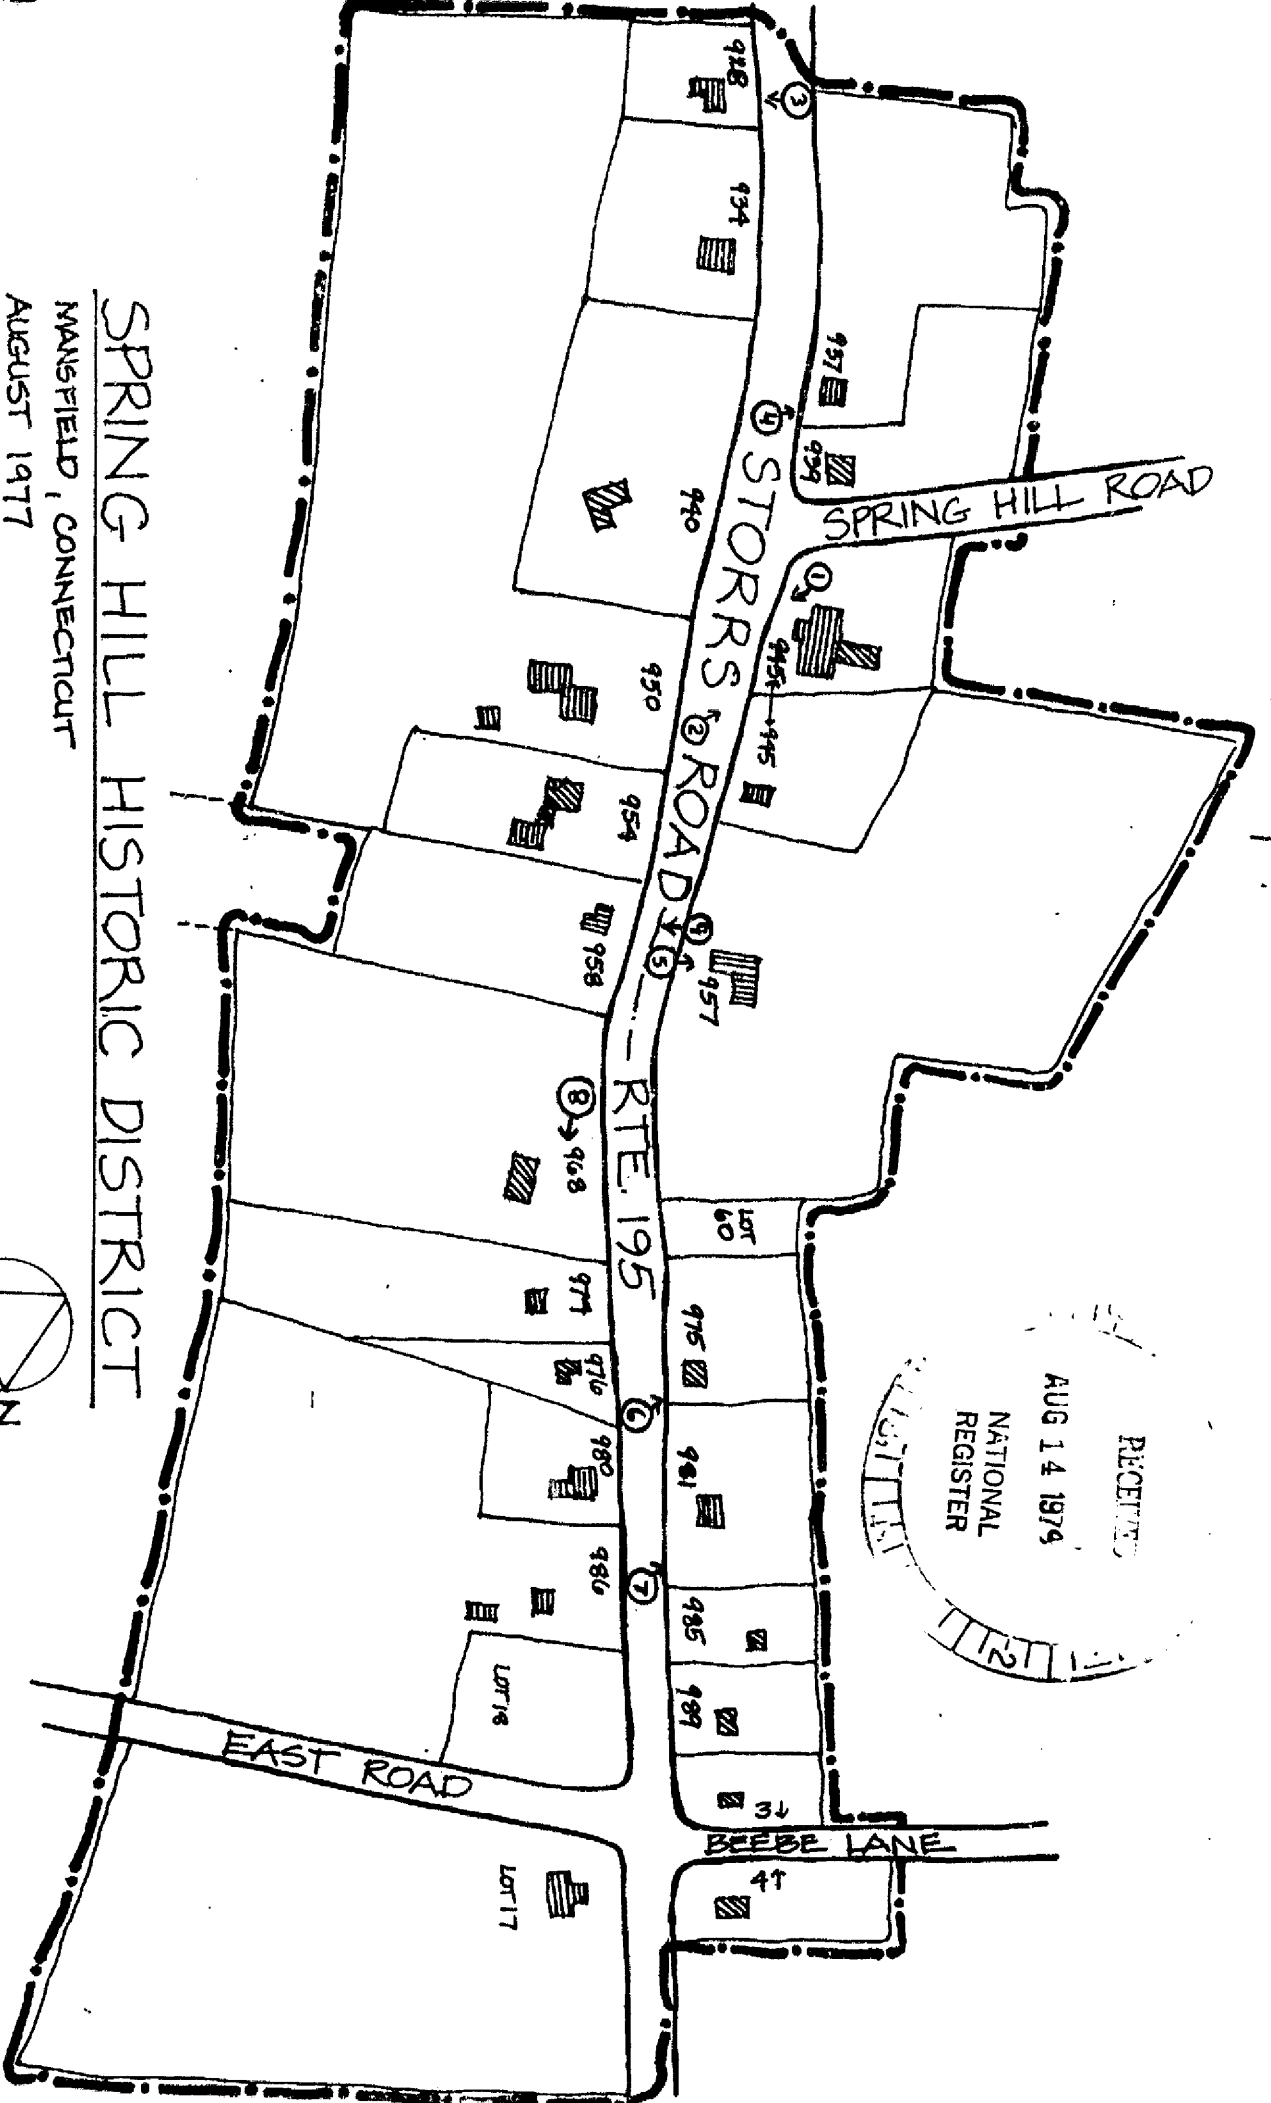 SPRING HILL HISTORIC DISTRICT
MANSFIELD, CONNECTICUT
AUGUST 1977
N
STORRS ROAD — RTE. 195
SPRING HILL ROAD
EAST ROAD
BEEBE LANE
928
934
940
950
954
958
968
974
976
980
986
LOT 18
LOT 17
937
939
945
957
LOT
60
975
981
985
989
3↓
4↑
3
4
1
2
9
5
8
6
7
AUG 14 1979
NATIONAL
REGISTER